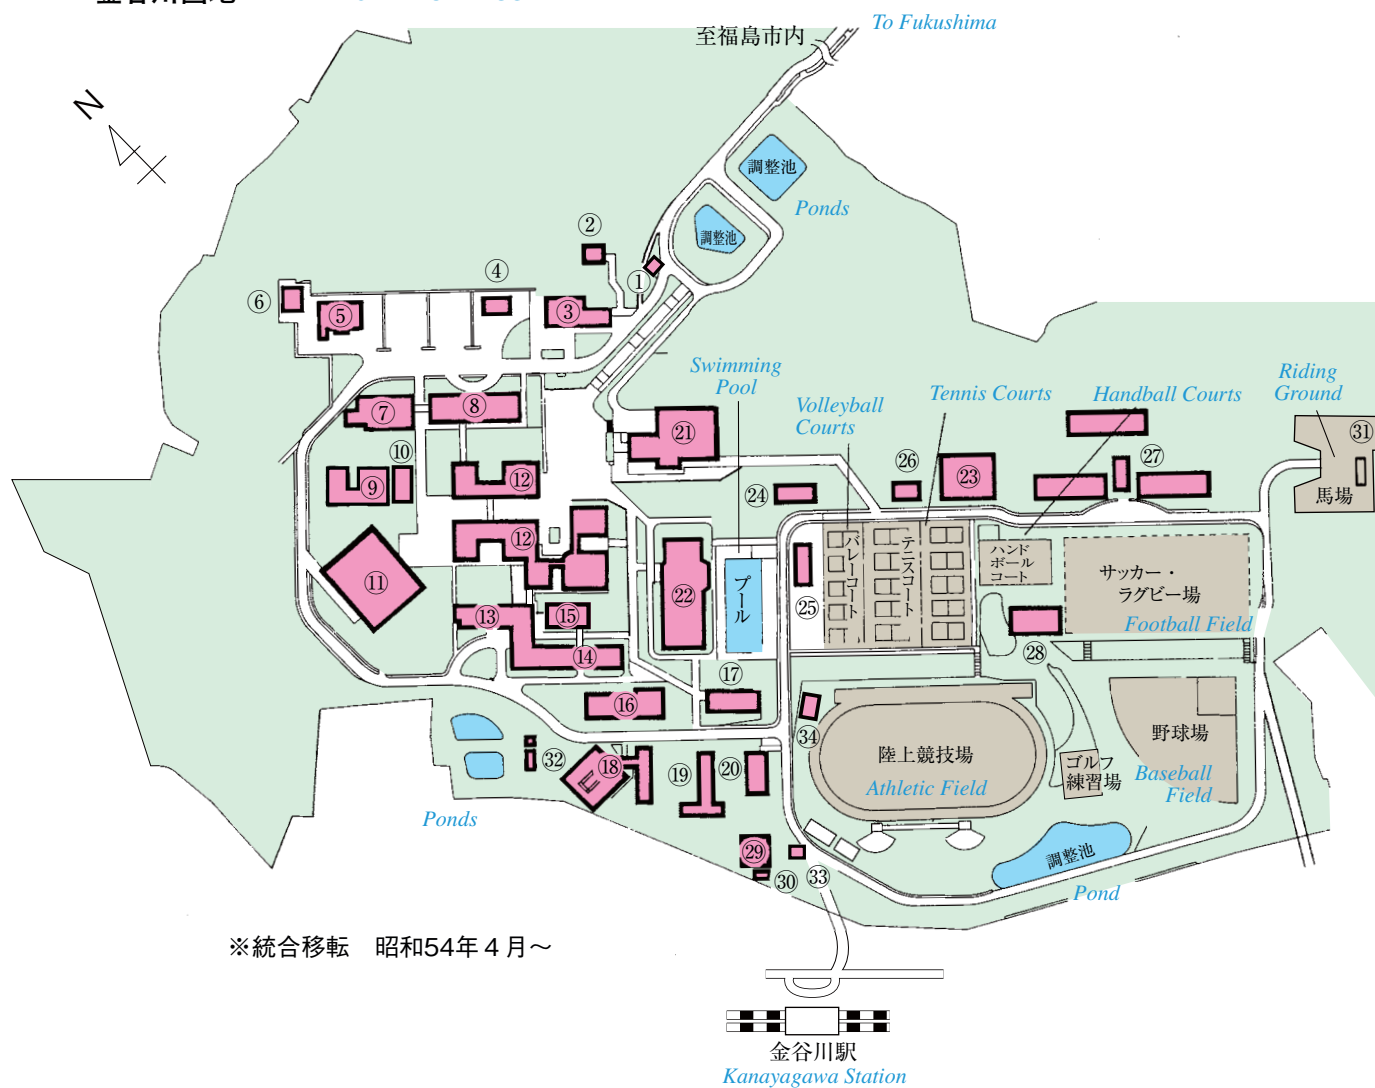 至福島市内
To Fukushima
N
調整池
Ponds
調整池
②
①
④
③
⑥
⑤
Swimming
Pool
Volleyball
Courts
Tennis Courts
Handball Courts
Riding
Ground
⑦
⑧
㉑
㉛
馬場
⑩
⑨
⑫
㉔
㉖
㉓
㉗
⑫
⑪
㉒
プール
㉕
バレーコート
テニスコート
ハンド
ボール
コート
サッカー・
ラグビー場
Football Field
⑬
⑮
⑭
㉘
⑯
⑰
㉞
陸上競技場
Athletic Field
野球場
Baseball
Field
ゴルフ
練習場
㉜
⑱
⑲
⑳
Ponds
㉙
㉚
㉝
調整池
Pond
※統合移転 昭和54年4月~
金谷川駅
Kanayagawa Station